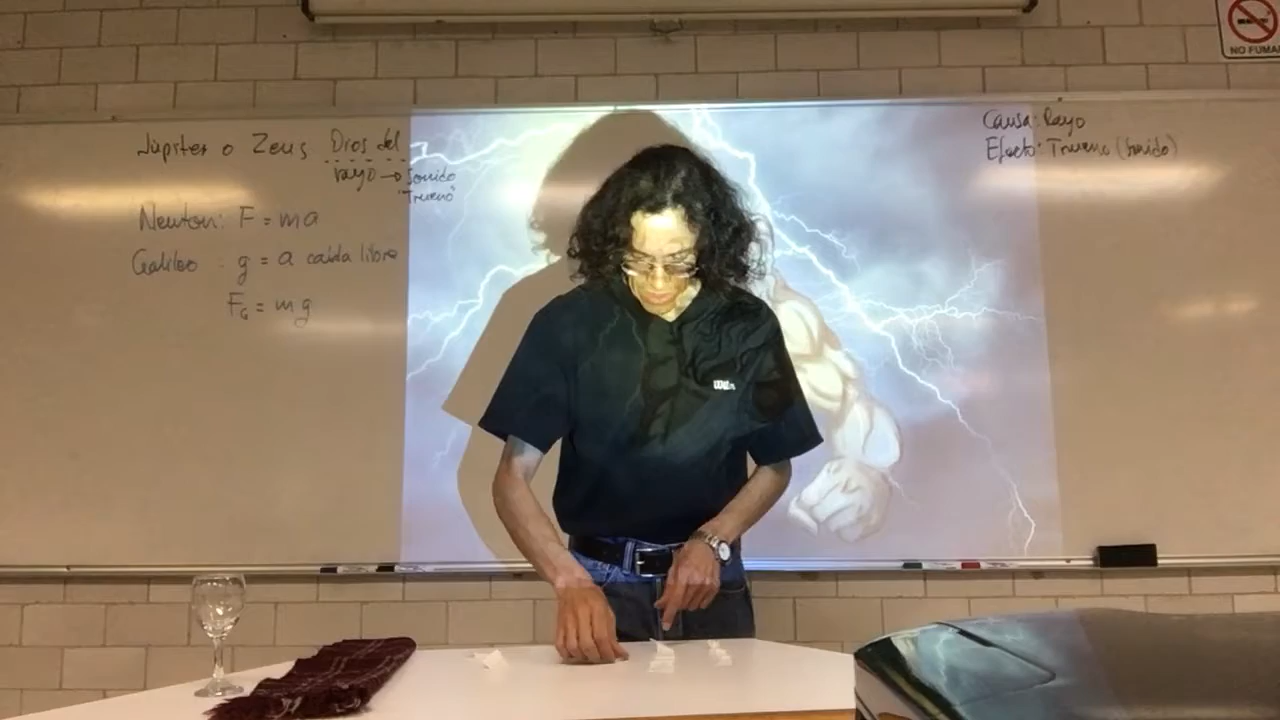 Júpiter o Zeus Dios del
rayo → Sonido
"Trueno"
Newton: F = ma
Galileo: g = a caída libre
F_G = mg
Causa: Rayo
Efecto: Trueno (Sonido)
NO FUMA